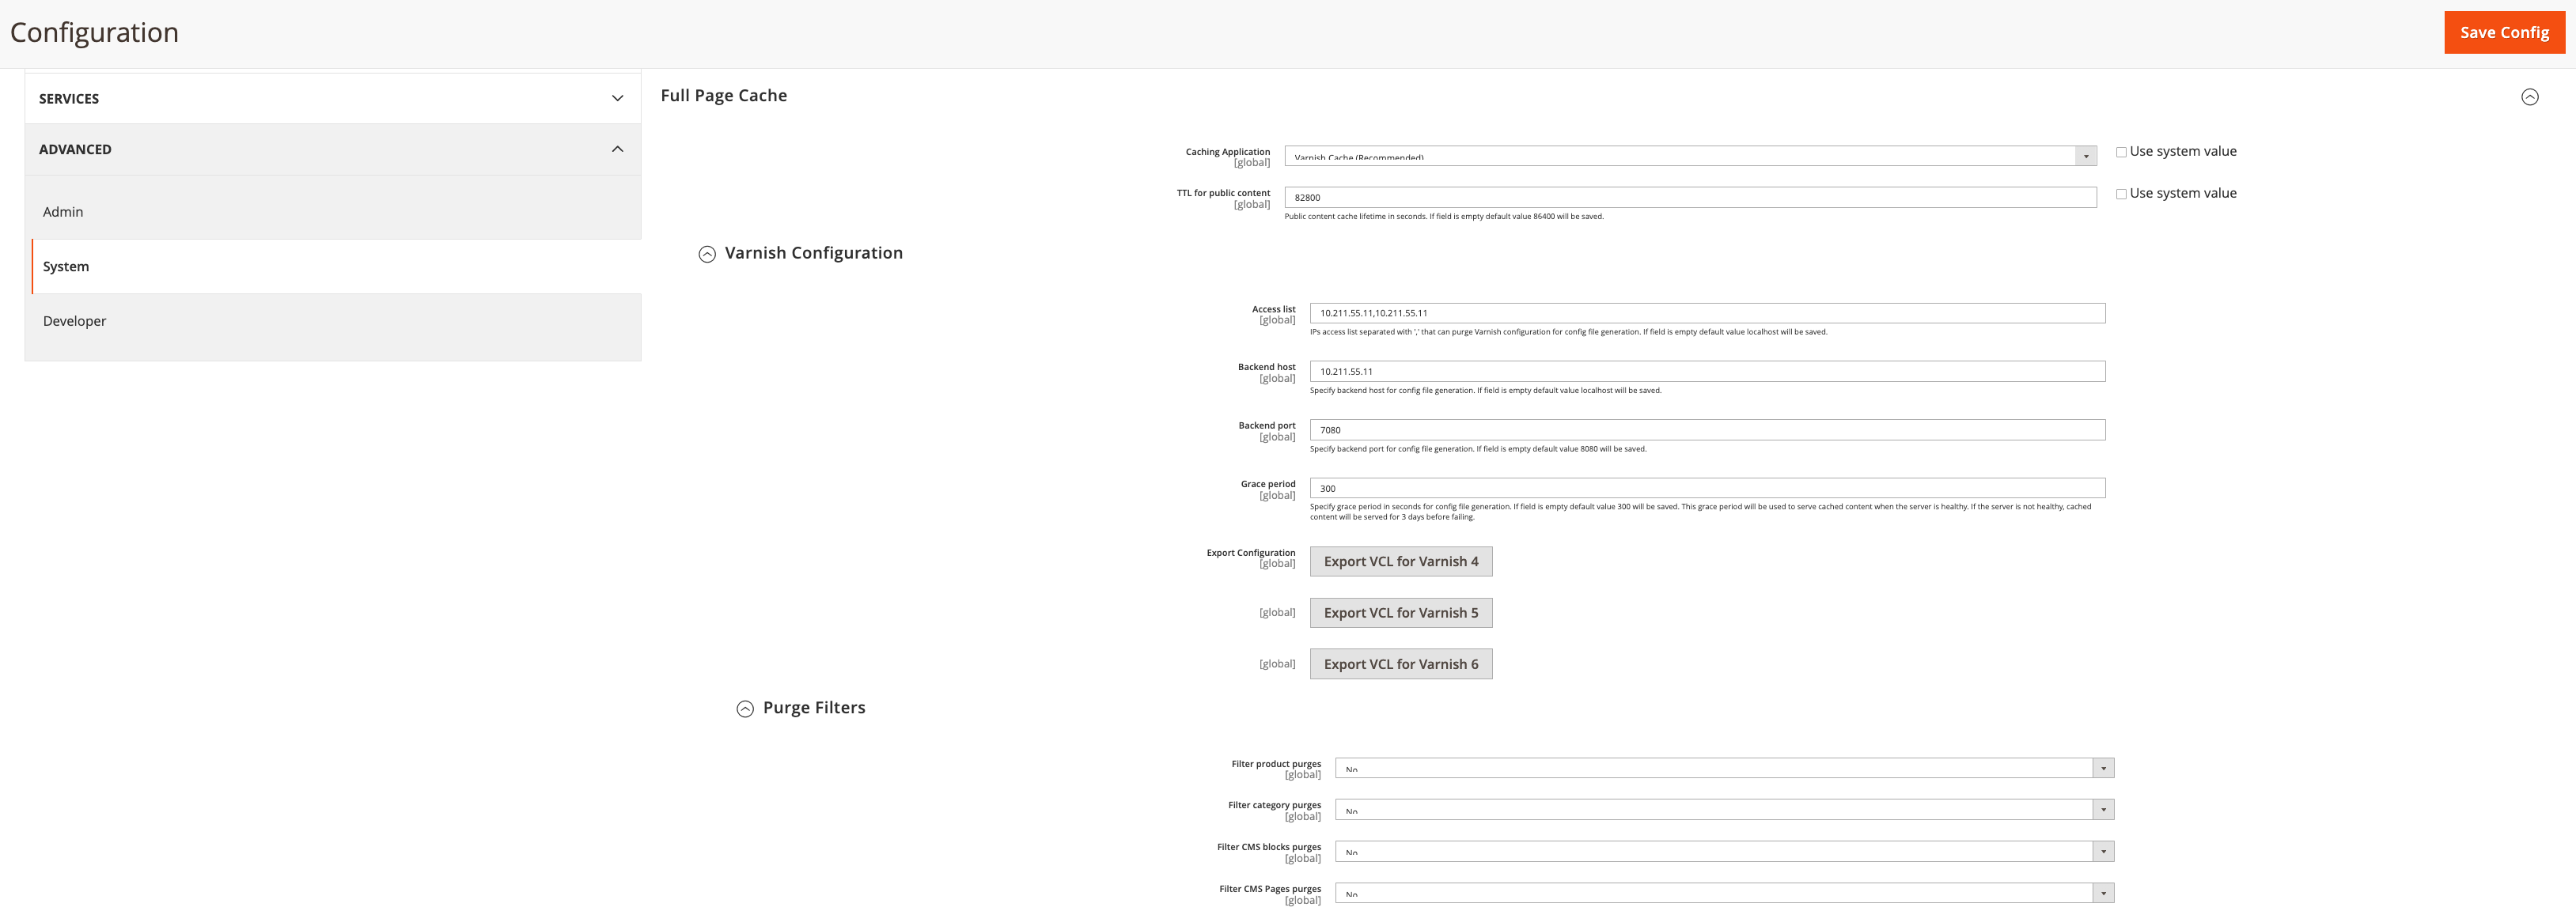 Configuration
Save Config
SERVICES
ADVANCED
Admin
System
Developer
Full Page Cache
Caching Application
[global]
Varnish Cache (Recommended)
Use system value
TTL for public content
[global]
82800
Use system value
Public content cache lifetime in seconds. If field is empty default value 86400 will be saved.
Varnish Configuration
Access list
[global]
10.211.55.11,10.211.55.11
IPs access list separated with ',' that can purge Varnish configuration for config file generation. If field is empty default value localhost will be saved.
Backend host
[global]
10.211.55.11
Specify backend host for config file generation. If field is empty default value localhost will be saved.
Backend port
[global]
7080
Specify backend port for config file generation. If field is empty default value 8080 will be saved.
Grace period
[global]
300
Specify grace period in seconds for config file generation. If field is empty default value 300 will be saved. This grace period will be used to serve cached content when the server is healthy. If the server is not healthy, cached
content will be served for 3 days before failing.
Export Configuration
[global]
Export VCL for Varnish 4
[global]
Export VCL for Varnish 5
[global]
Export VCL for Varnish 6
Purge Filters
Filter product purges
[global]
No
Filter category purges
[global]
No
Filter CMS blocks purges
[global]
No
Filter CMS Pages purges
[global]
No